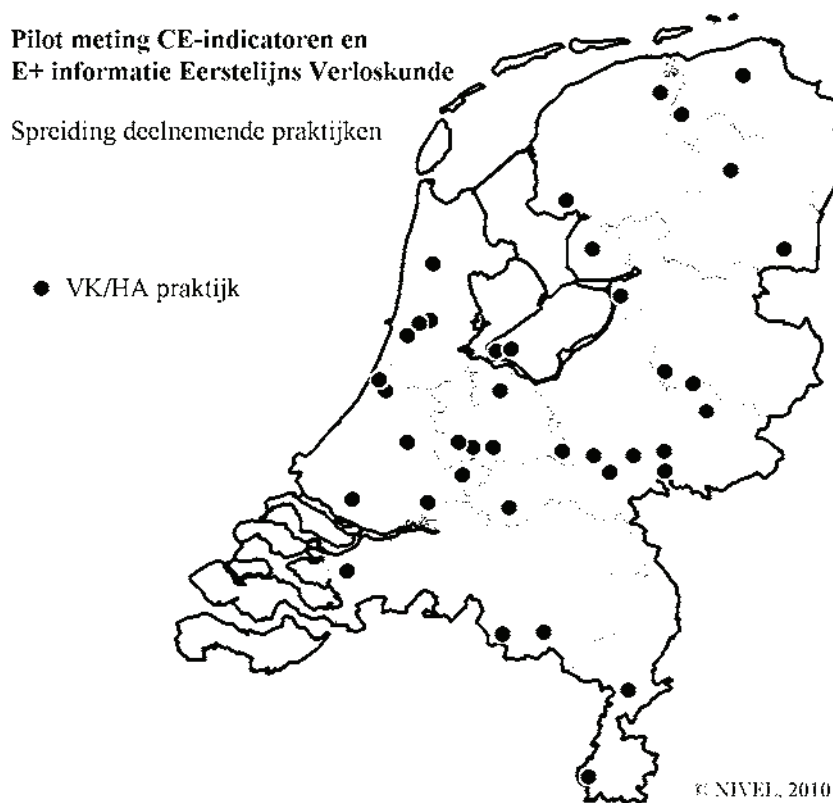 Pilot meting CE-indicatoren en
E+ informatie Eerstelijns Verloskunde
Spreiding deelnemende praktijken
VK/HA praktijk
© NIVEL, 2010